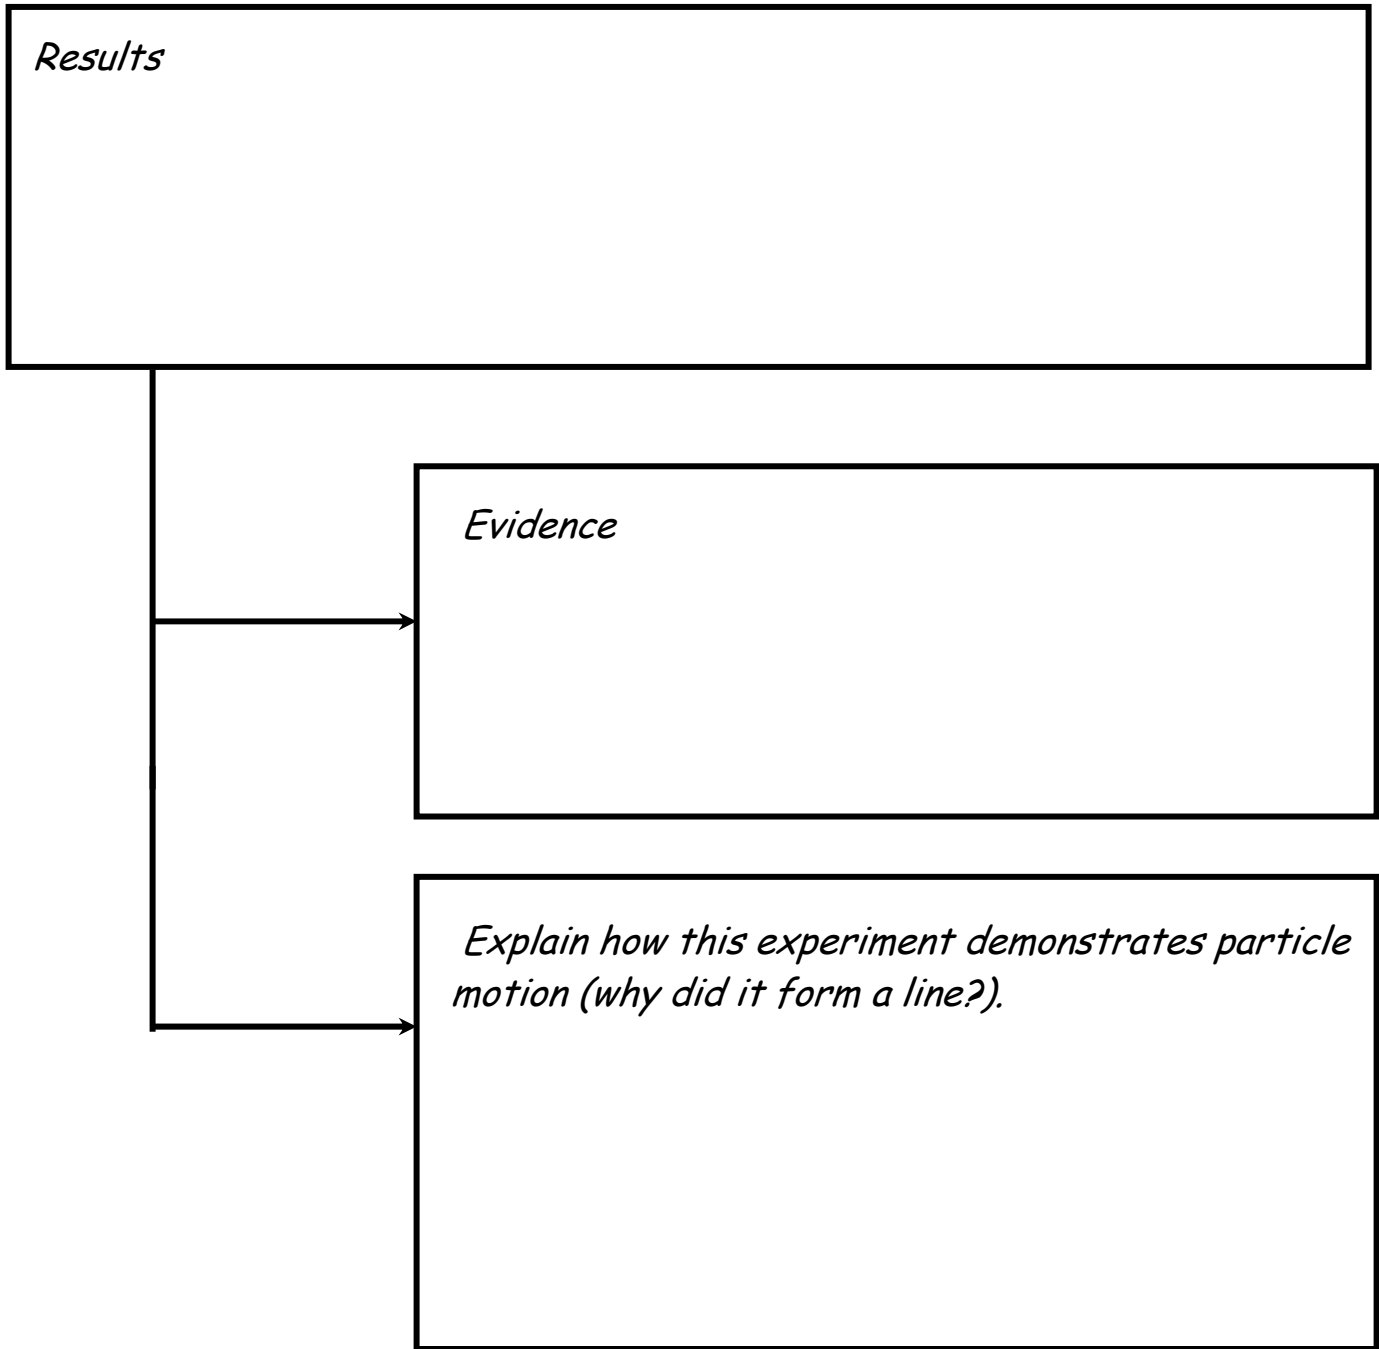 Results
Evidence
Explain how this experiment demonstrates particle
motion (why did it form a line?).